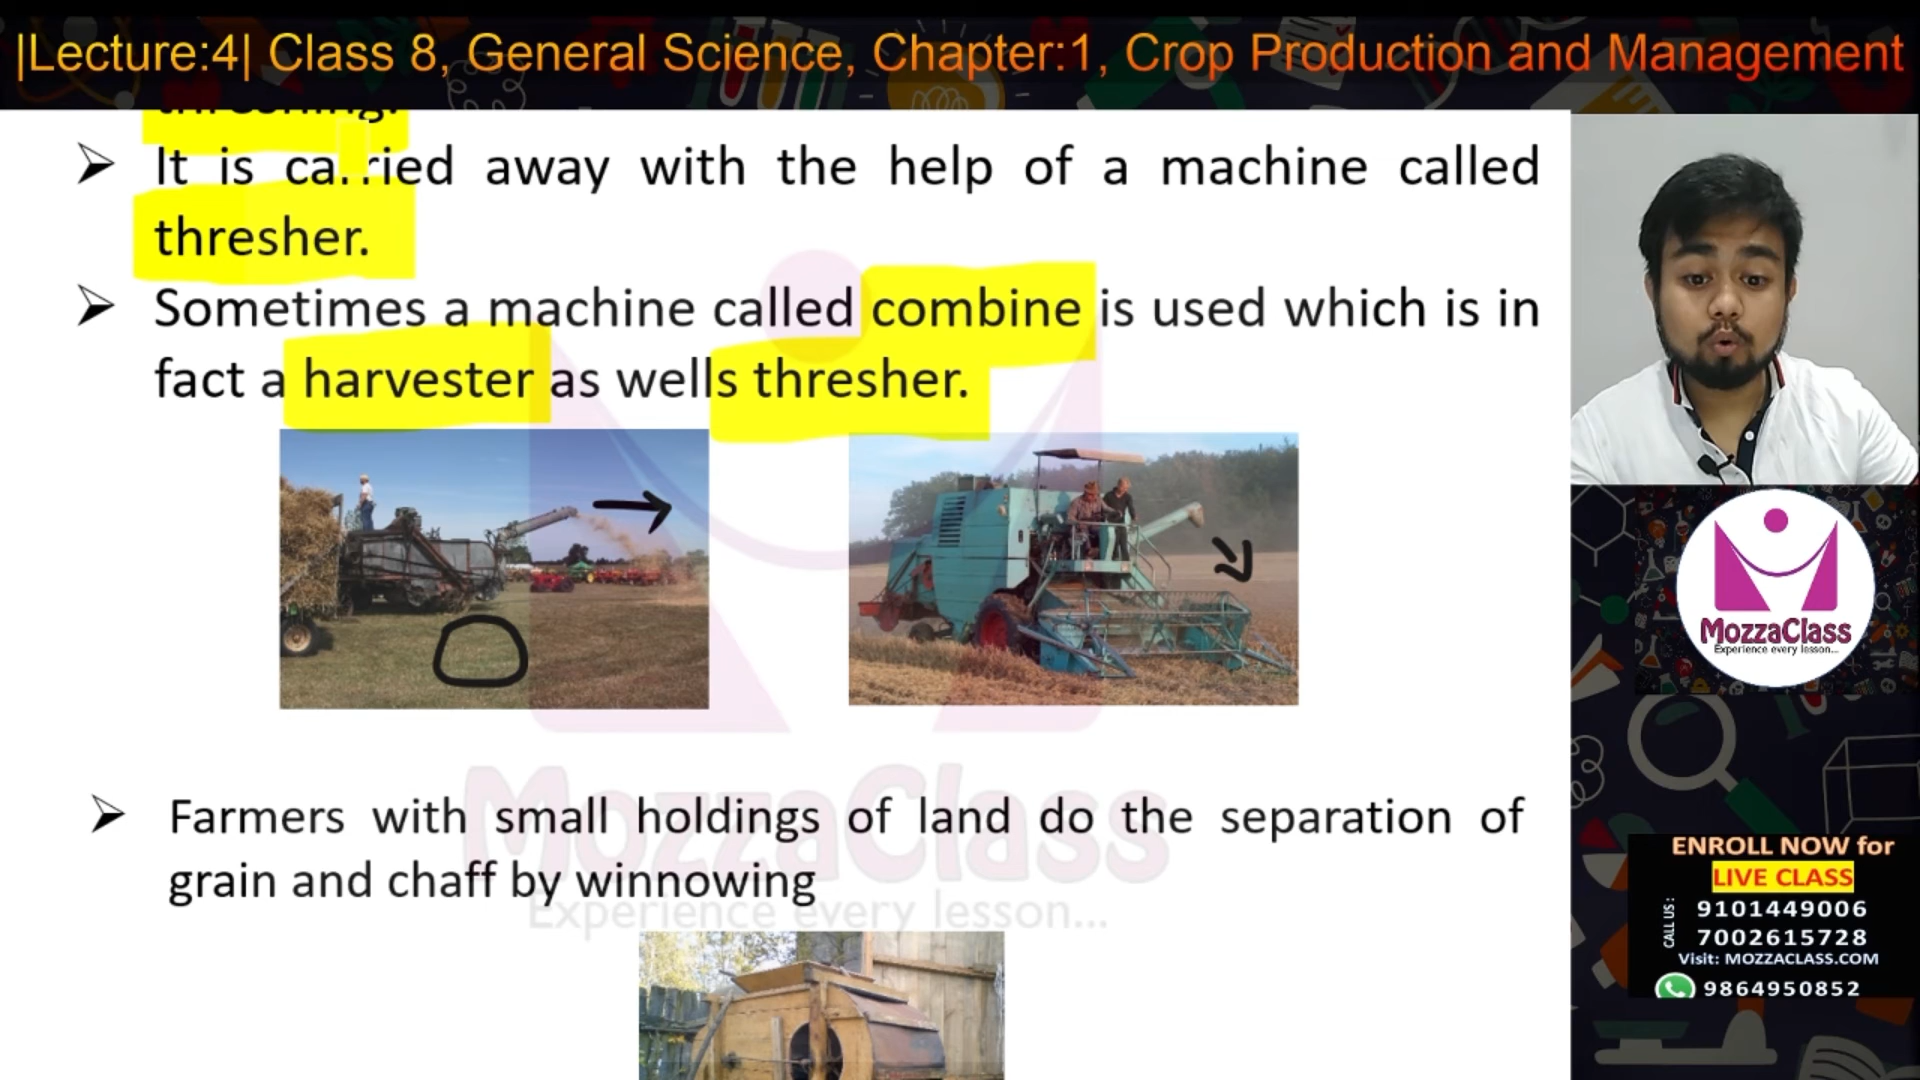 |Lecture:4| Class 8, General Science, Chapter:1, Crop Production and Management
threshing.
It is carried away with the help of a machine called
thresher.
Sometimes a machine called combine is used which is in
fact a harvester as wells thresher.
Farmers with small holdings of land do the separation of
grain and chaff by winnowing
MozzaClass
Experience every lesson...
MozzaClass
Experience every lesson...
ENROLL NOW for
LIVE CLASS
CALL US :
9101449006
7002615728
Visit: MOZZACLASS.COM
9864950852